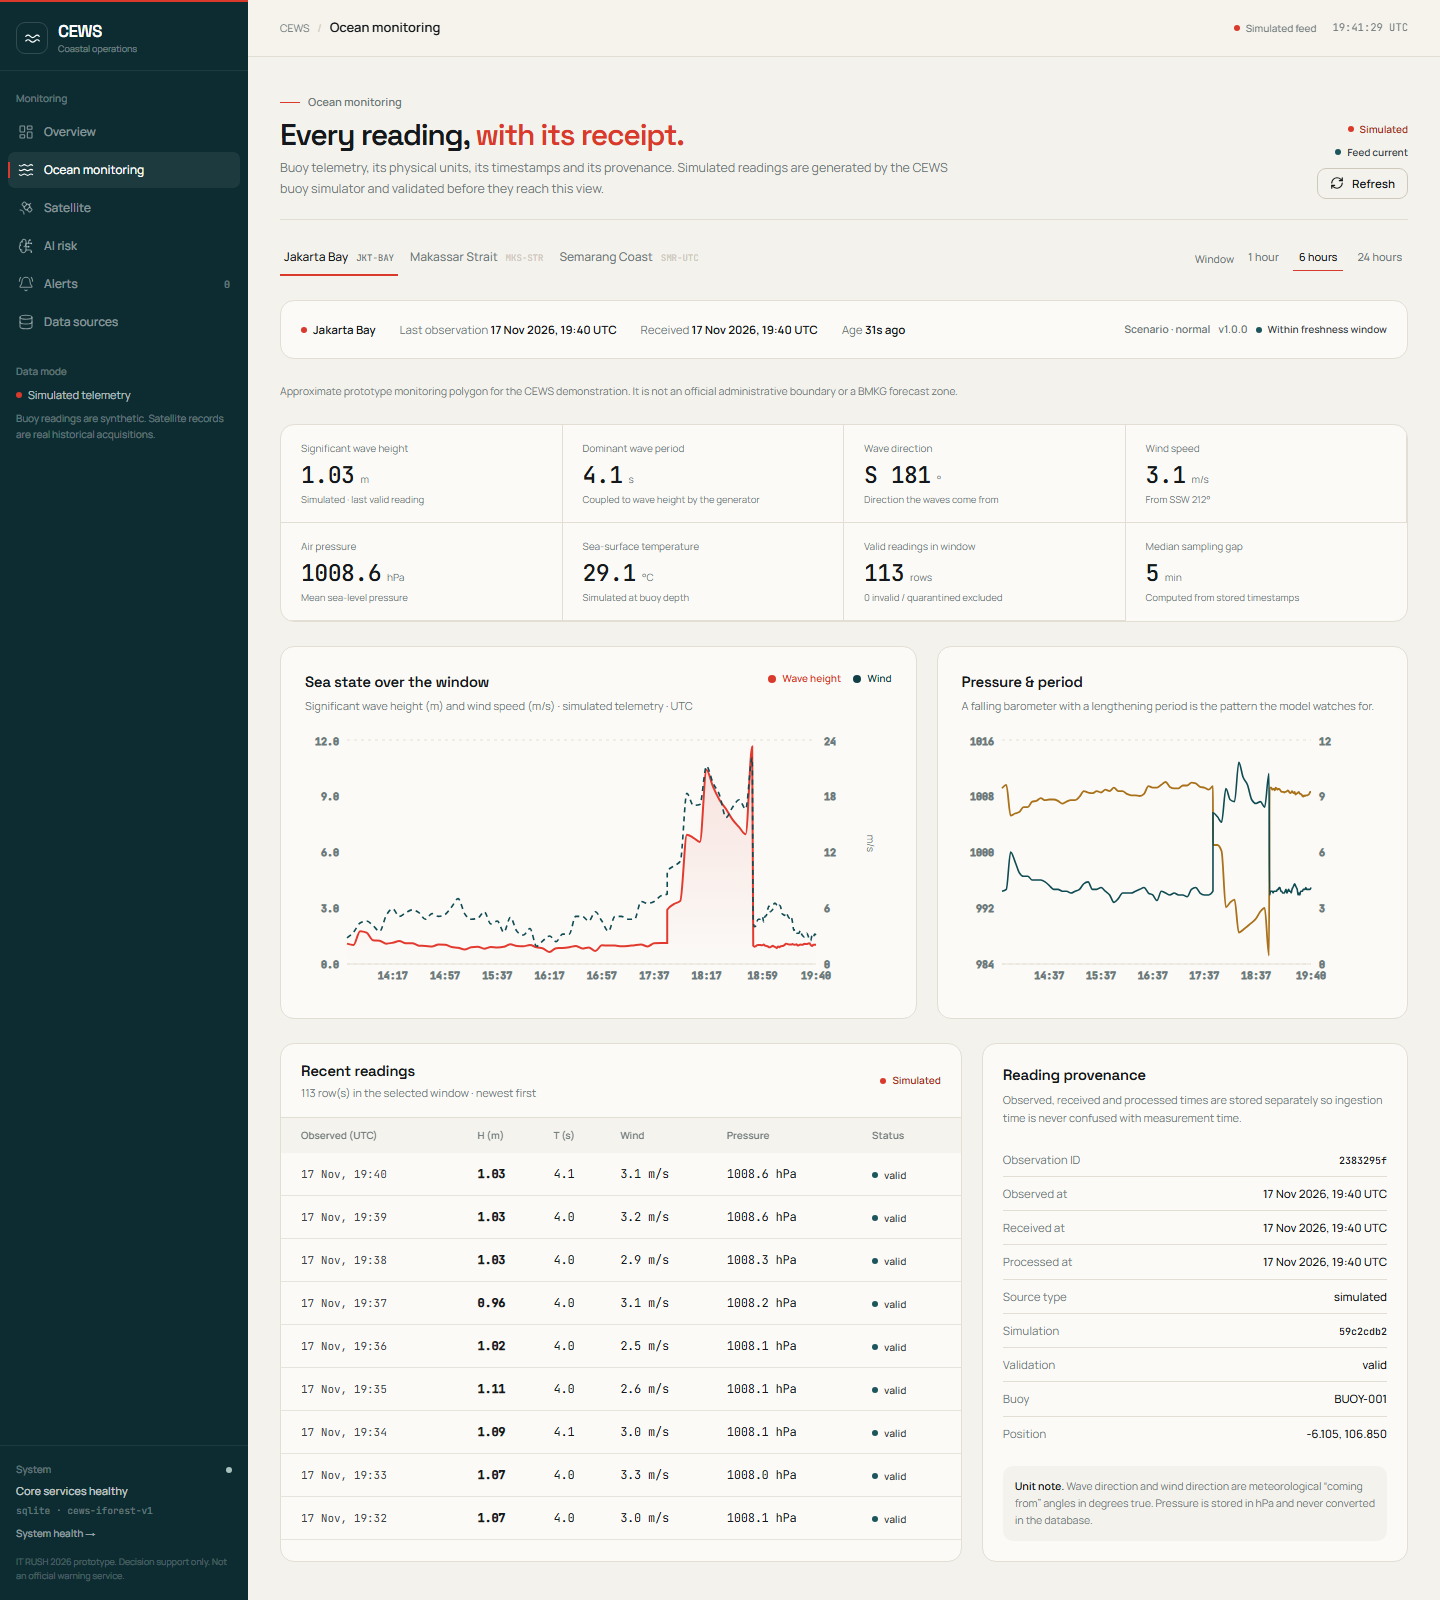 CEWS
Coastal operations
Monitoring
Overview
Ocean monitoring
Satellite
AI risk
Alerts 0
Data sources
Data mode
Simulated telemetry
Buoy readings are synthetic. Satellite records
are real historical acquisitions.
System
Core services healthy
sqlite · cews-iforest-v1
System health →
IT RUSH 2026 prototype. Decision support only. Not
an official warning service.
CEWS / Ocean monitoring
Simulated feed 19:41:29 UTC
Ocean monitoring
Every reading, with its receipt.
Buoy telemetry, its physical units, its timestamps and its provenance. Simulated readings are generated by the CEWS
buoy simulator and validated before they reach this view.
Simulated
Feed current
Refresh
Jakarta Bay JKT-BAY Makassar Strait MKS-STR Semarang Coast SMR-UTC
Window 1 hour 6 hours 24 hours
Jakarta Bay Last observation 17 Nov 2026, 19:40 UTC Received 17 Nov 2026, 19:40 UTC Age 31s ago
Scenario · normal v1.0.0 Within freshness window
Approximate prototype monitoring polygon for the CEWS demonstration. It is not an official administrative boundary or a BMKG forecast zone.
Significant wave height
1.03 m
Simulated · last valid reading
Dominant wave period
4.1 s
Coupled to wave height by the generator
Wave direction
S 181 °
Direction the waves come from
Wind speed
3.1 m/s
From SSW 212°
Air pressure
1008.6 hPa
Mean sea-level pressure
Sea-surface temperature
29.1 °C
Simulated at buoy depth
Valid readings in window
113 rows
0 invalid / quarantined excluded
Median sampling gap
5 min
Computed from stored timestamps
Sea state over the window
Wave height Wind
Significant wave height (m) and wind speed (m/s) · simulated telemetry · UTC
12.0 24
9.0 18
6.0 12
m/s
3.0 6
0.0 0
14:17 14:57 15:37 16:17 16:57 17:37 18:17 18:59 19:40
Pressure & period
A falling barometer with a lengthening period is the pattern the model watches for.
1016 12
1008 9
1000 6
992 3
984 0
14:37 15:37 16:37 17:37 18:37 19:40
Recent readings
113 row(s) in the selected window · newest first
Simulated
Observed (UTC) H (m) T (s) Wind Pressure Status
17 Nov, 19:40 1.03 4.1 3.1 m/s 1008.6 hPa valid
17 Nov, 19:39 1.03 4.0 3.2 m/s 1008.6 hPa valid
17 Nov, 19:38 1.03 4.0 2.9 m/s 1008.3 hPa valid
17 Nov, 19:37 0.96 4.0 3.1 m/s 1008.2 hPa valid
17 Nov, 19:36 1.02 4.0 2.5 m/s 1008.1 hPa valid
17 Nov, 19:35 1.11 4.0 2.6 m/s 1008.1 hPa valid
17 Nov, 19:34 1.09 4.1 3.0 m/s 1008.1 hPa valid
17 Nov, 19:33 1.07 4.0 3.3 m/s 1008.0 hPa valid
17 Nov, 19:32 1.07 4.0 3.0 m/s 1008.1 hPa valid
Reading provenance
Observed, received and processed times are stored separately so ingestion
time is never confused with measurement time.
Observation ID 2383295f
Observed at 17 Nov 2026, 19:40 UTC
Received at 17 Nov 2026, 19:40 UTC
Processed at 17 Nov 2026, 19:40 UTC
Source type simulated
Simulation 59c2cdb2
Validation valid
Buoy BUOY-001
Position -6.105, 106.850
Unit note. Wave direction and wind direction are meteorological “coming
from” angles in degrees true. Pressure is stored in hPa and never converted
in the database.